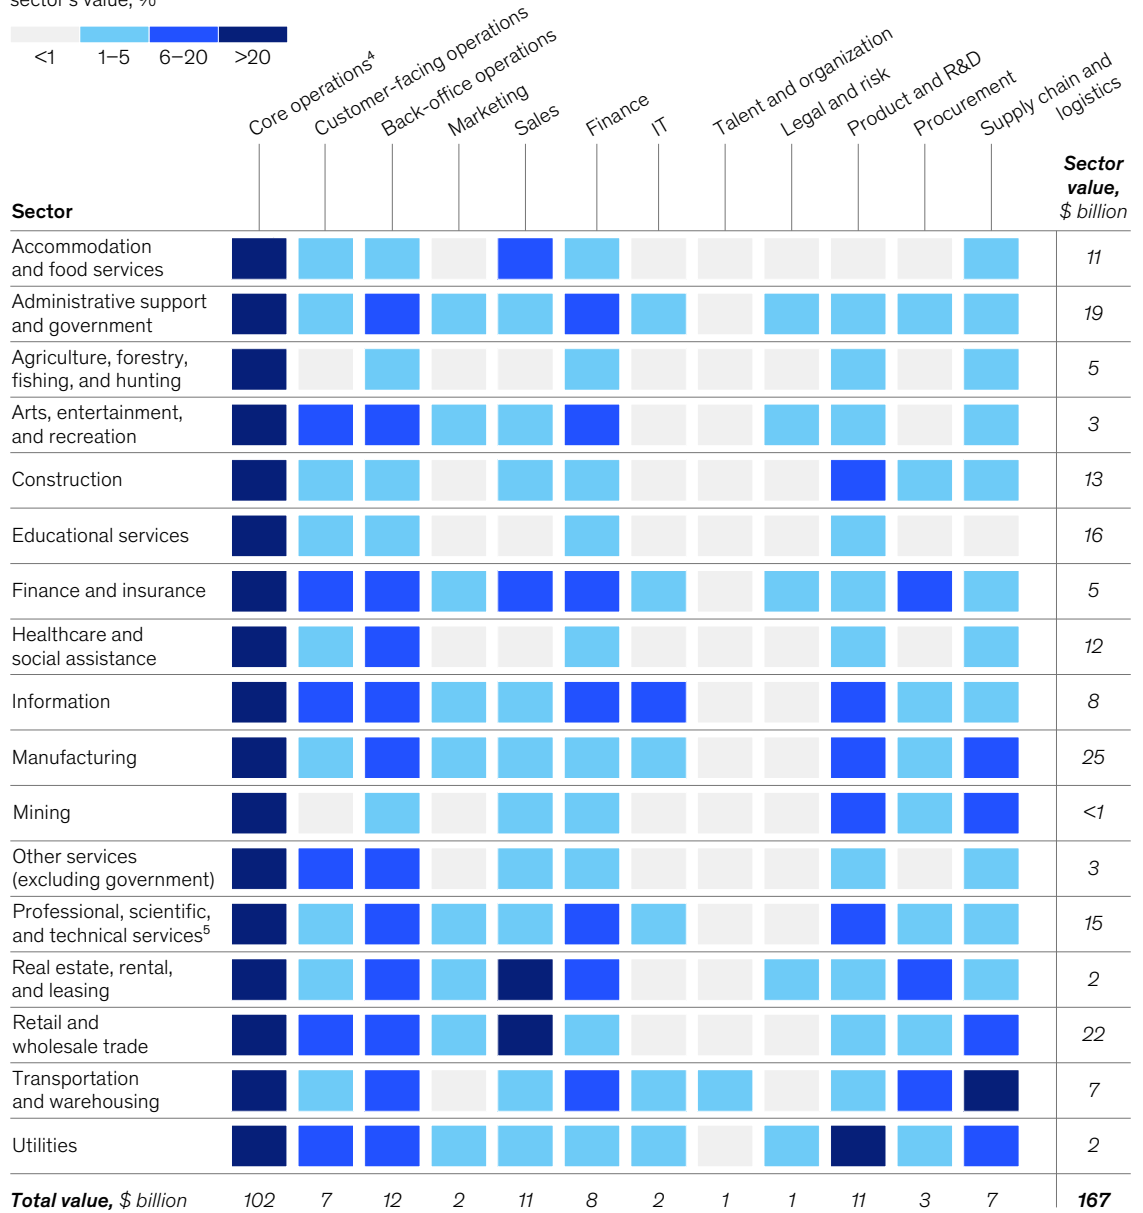 sector's value, %
<1 1–5 6–20 >20
Core operations⁴
Customer-facing operations
Back-office operations
Marketing
Sales
Finance
IT
Talent and organization
Legal and risk
Product and R&D
Procurement
Supply chain and
logistics
Sector
value,
$ billion
Sector
Accommodation
and food services
11
Administrative support
and government
19
Agriculture, forestry,
fishing, and hunting
5
Arts, entertainment,
and recreation
3
Construction 13
Educational services 16
Finance and insurance 5
Healthcare and
social assistance
12
Information 8
Manufacturing 25
Mining <1
Other services
(excluding government)
3
Professional, scientific,
and technical services⁵
15
Real estate, rental,
and leasing
2
Retail and
wholesale trade
22
Transportation
and warehousing
7
Utilities 2
Total value, $ billion 102 7 12 2 11 8 2 1 1 11 3 7 167